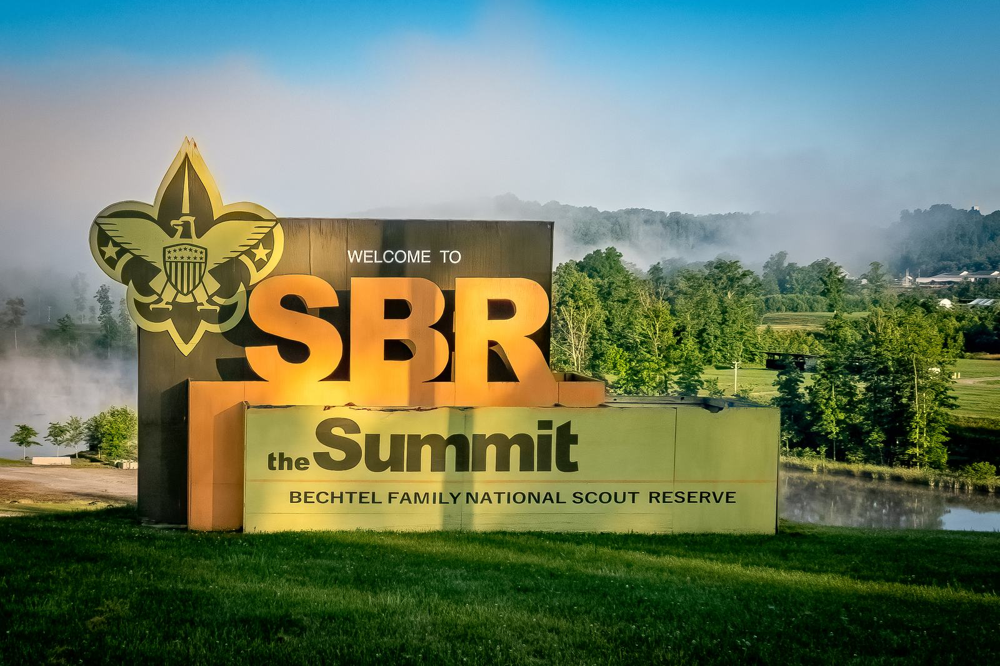 WELCOME TO
SBR
the Summit
BECHTEL FAMILY NATIONAL SCOUT RESERVE